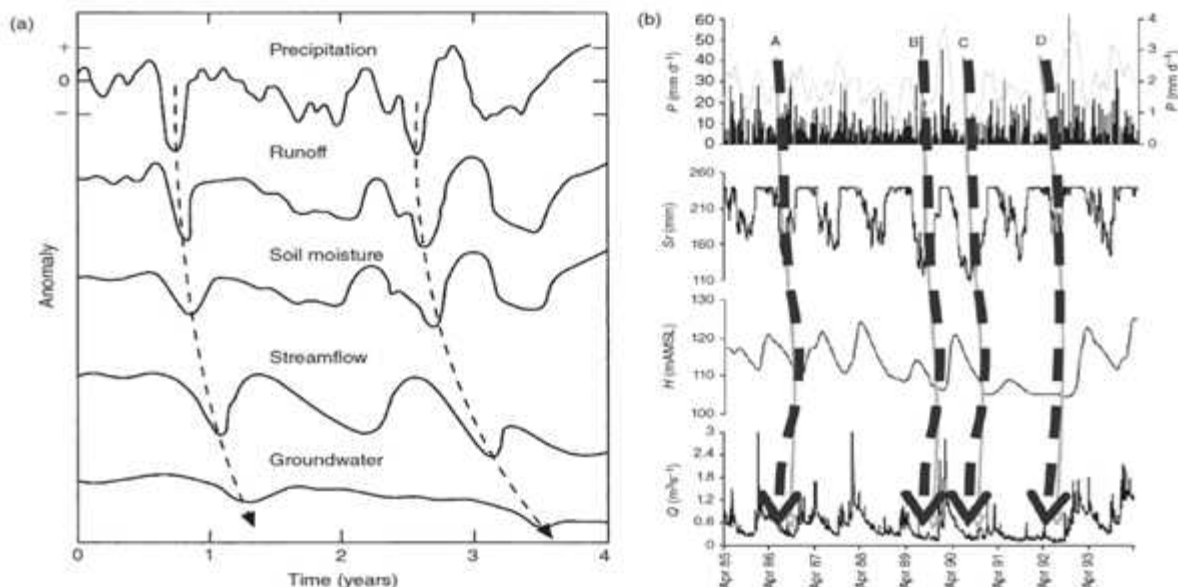 (a)
Precipitation
+
0
−
Runoff
Soil moisture
Streamflow
Groundwater
Anomaly
0 1 2 3 4
Time (years)
(b)
A B C D
P (mm d⁻¹)
60
50
40
30
20
10
0
P (mm d⁻¹)
4
3
2
1
0
Sr (mm)
260
210
160
110
H (mAMSL)
130
120
110
100
Q (m³s⁻¹)
3
2.4
1.8
1.2
0.6
0
Apr 85 Apr 86 Apr 87 Apr 88 Apr 89 Apr 90 Apr 91 Apr 92 Apr 93